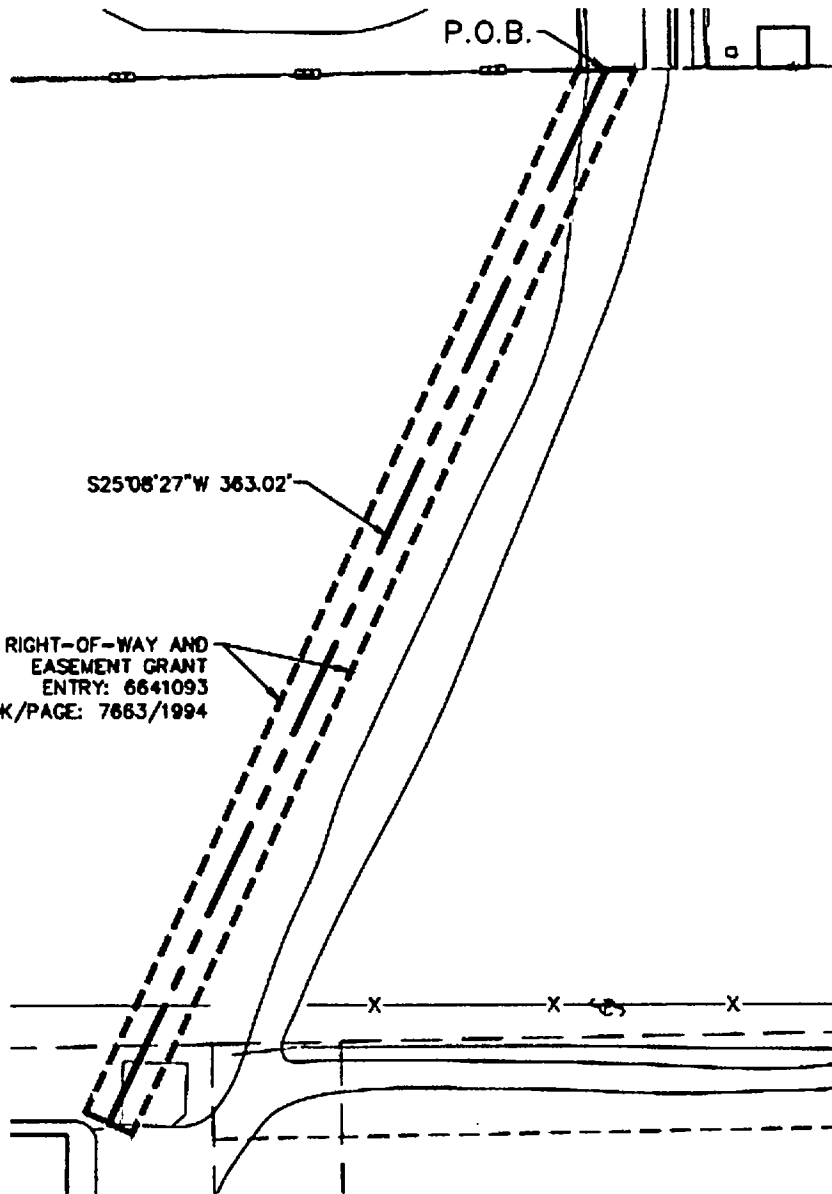 P.O.B.
S25°08'27"W 363.02'
RIGHT-OF-WAY AND
EASEMENT GRANT
ENTRY: 6641093
K/PAGE: 7663/1994
X X X